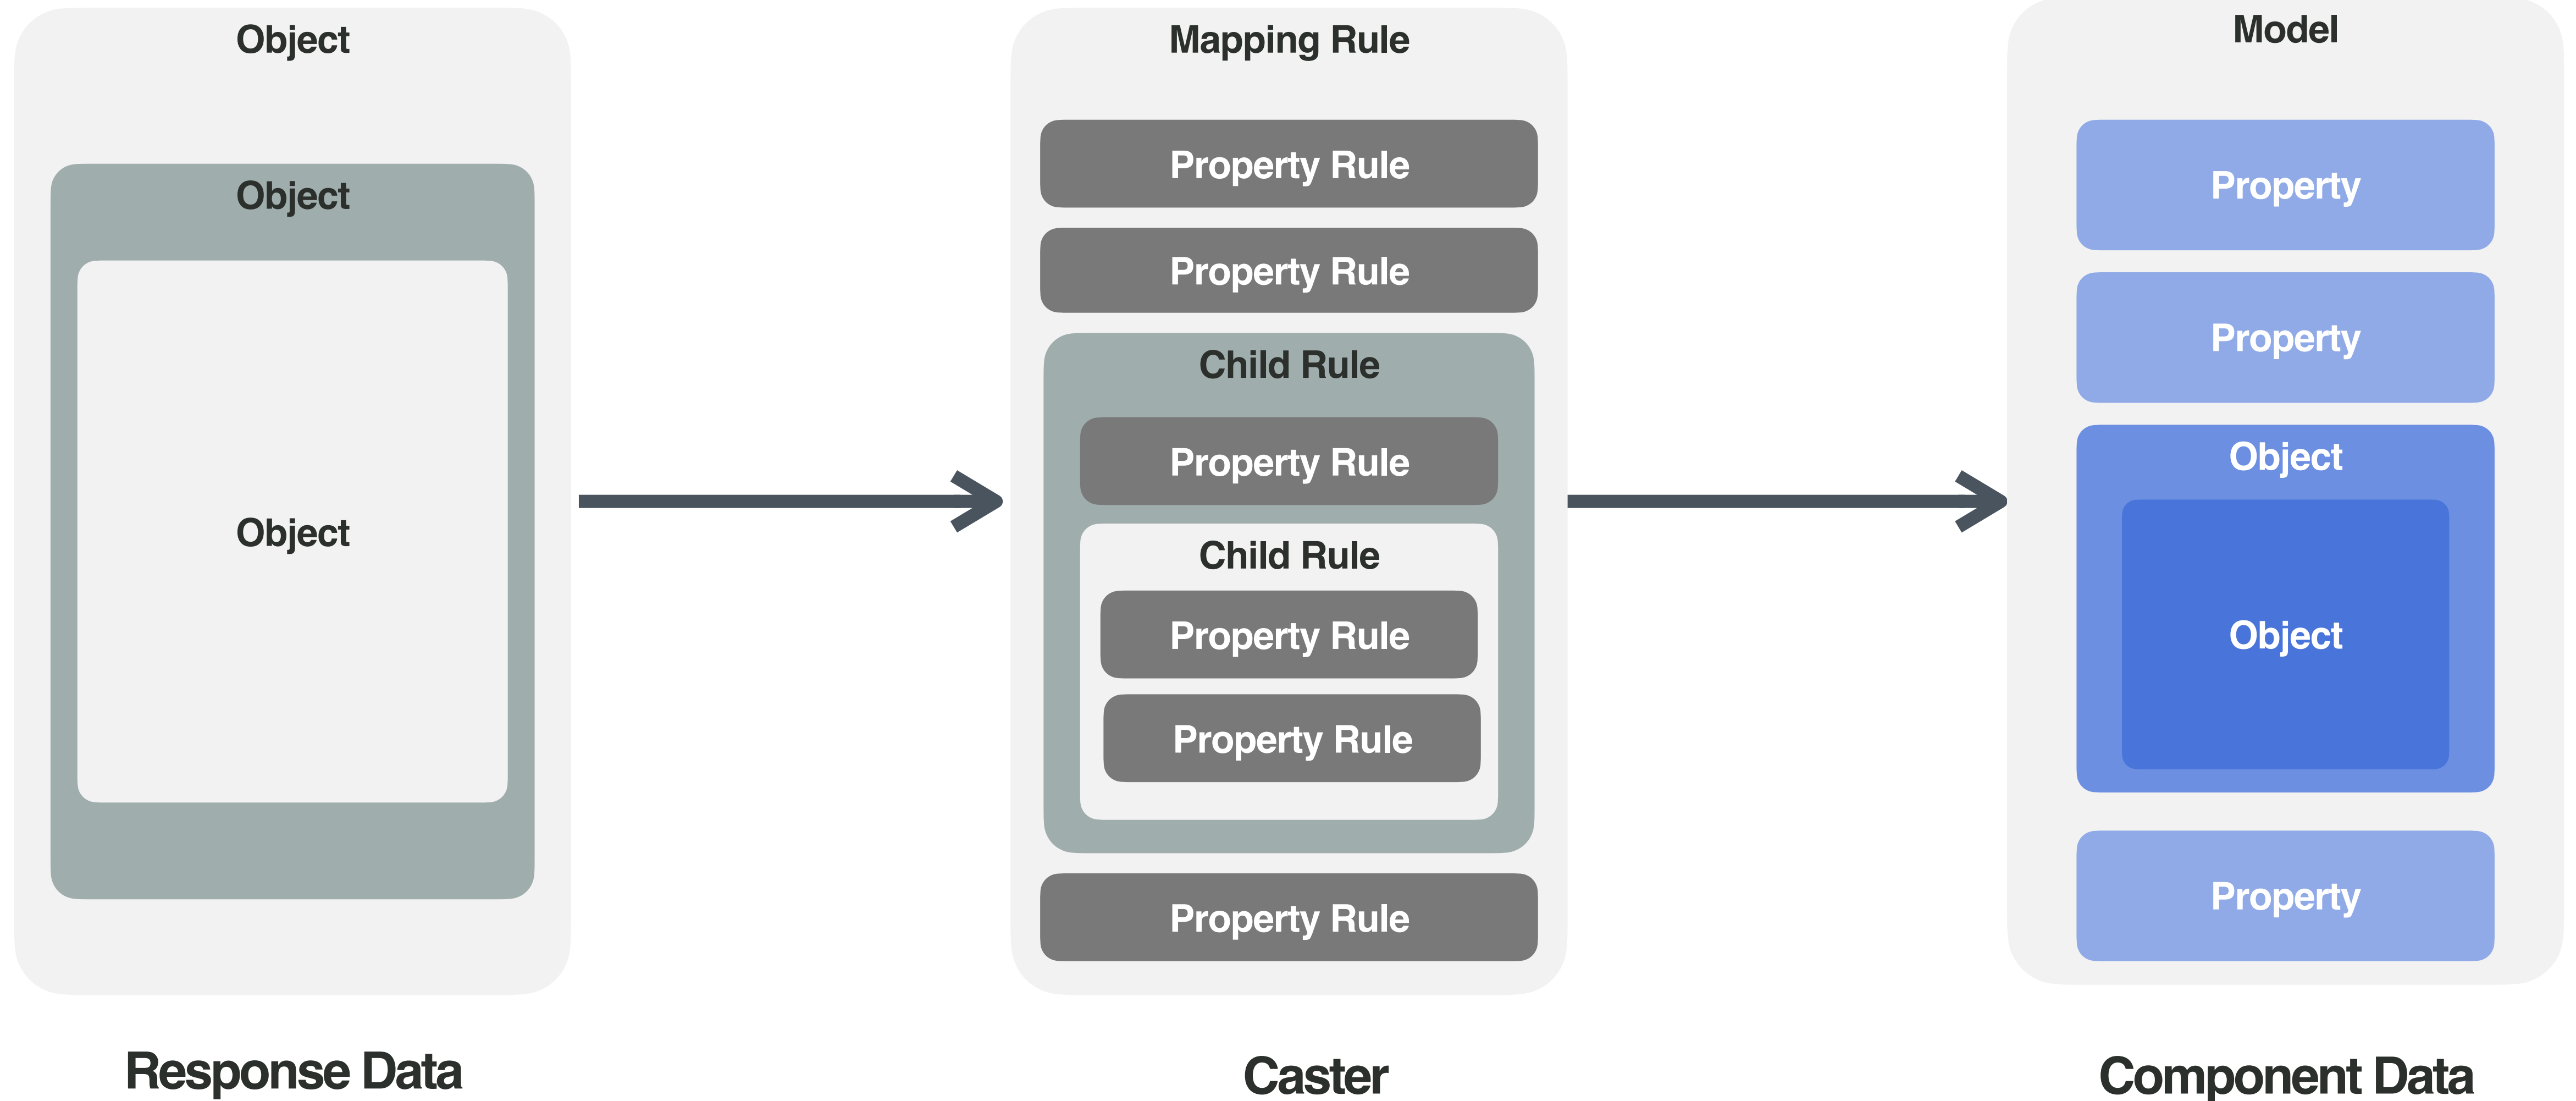 Object
Object
Object
Response Data
Mapping Rule
Property Rule
Property Rule
Child Rule
Property Rule
Child Rule
Property Rule
Property Rule
Property Rule
Caster
Model
Property
Property
Object
Object
Property
Component Data